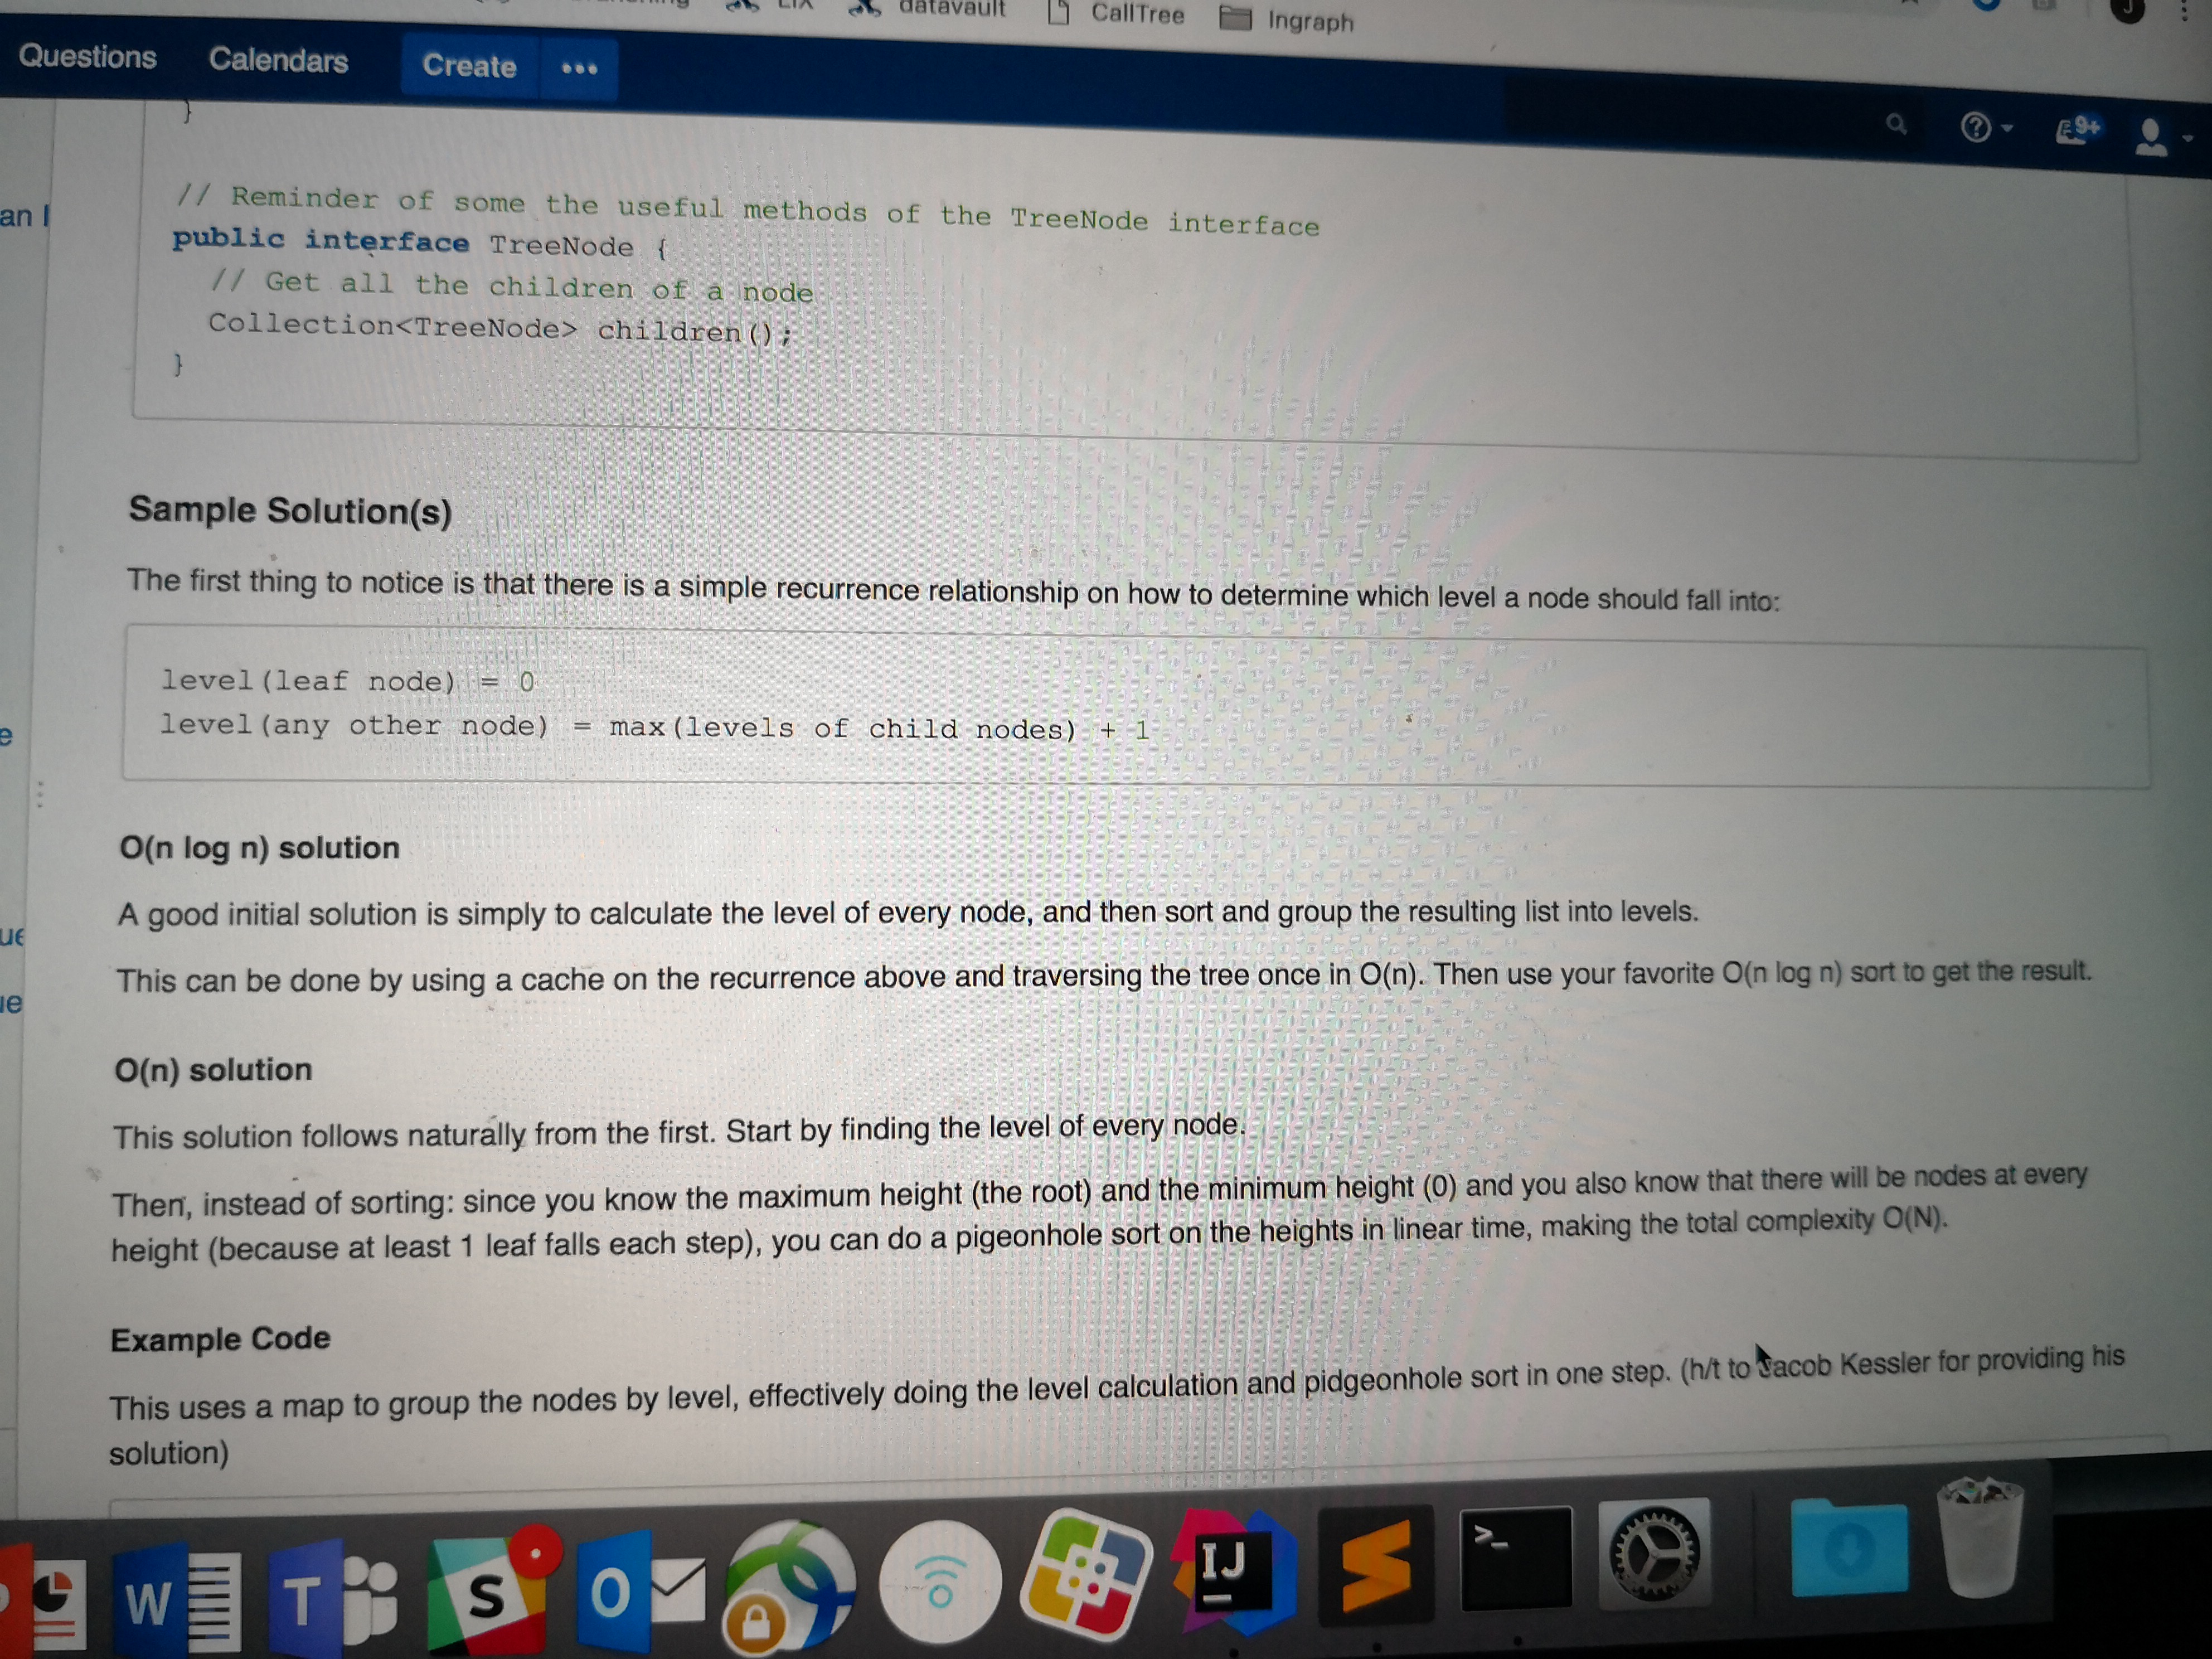 LIX
datavault
CallTree
Ingraph
Questions
Calendars
Create
•••
9+
}
an I
// Reminder of some the useful methods of the TreeNode interface
public interface TreeNode {
// Get all the children of a node
Collection<TreeNode> children();
}
Sample Solution(s)
The first thing to notice is that there is a simple recurrence relationship on how to determine which level a node should fall into:
level(leaf node) = 0
level(any other node) = max(levels of child nodes) + 1
e
O(n log n) solution
A good initial solution is simply to calculate the level of every node, and then sort and group the resulting list into levels.
ue
This can be done by using a cache on the recurrence above and traversing the tree once in O(n). Then use your favorite O(n log n) sort to get the result.
ue
O(n) solution
This solution follows naturally from the first. Start by finding the level of every node.
Then, instead of sorting: since you know the maximum height (the root) and the minimum height (0) and you also know that there will be nodes at every
height (because at least 1 leaf falls each step), you can do a pigeonhole sort on the heights in linear time, making the total complexity O(N).
Example Code
This uses a map to group the nodes by level, effectively doing the level calculation and pidgeonhole sort in one step. (h/t to Jacob Kessler for providing his
solution)
W
T
S
O
IJ
>_